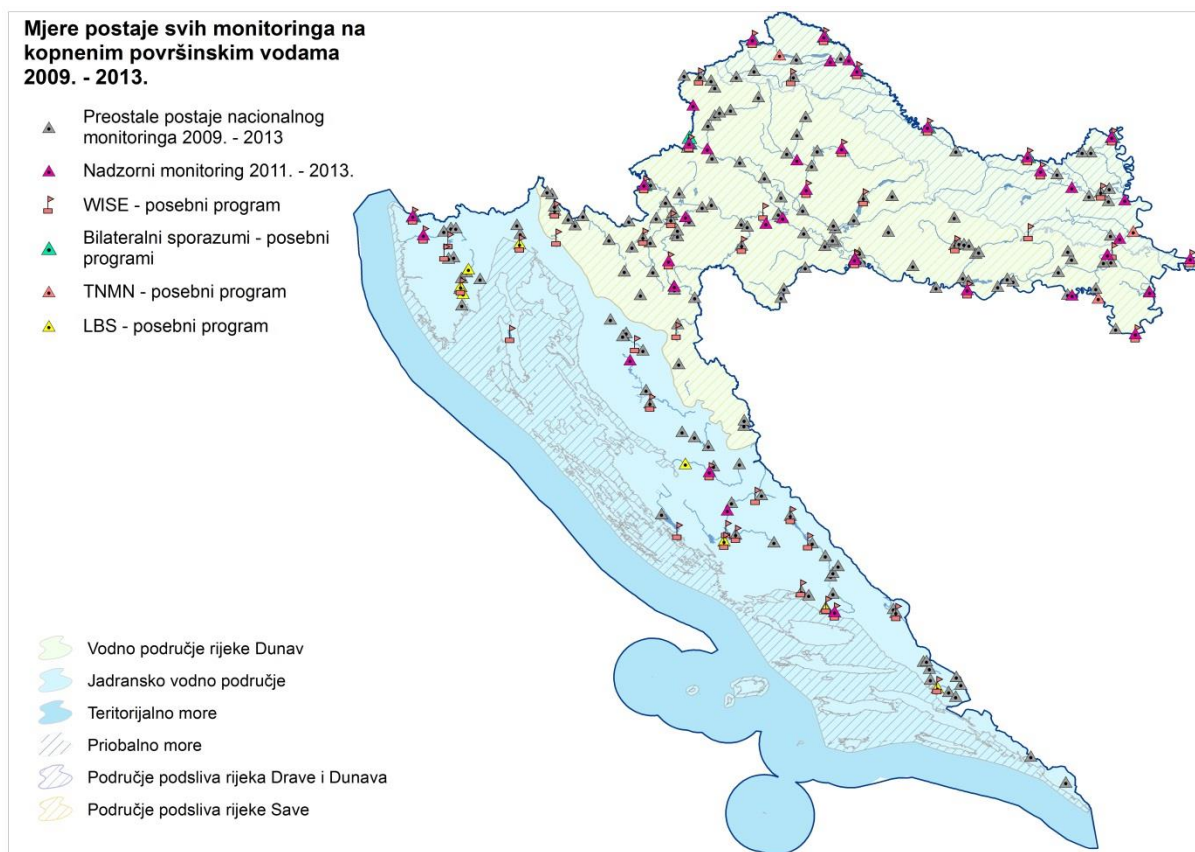 Mjere postaje svih monitoringa na
kopnenim površinskim vodama
2009. - 2013.
Preostale postaje nacionalnog
monitoringa 2009. - 2013
Nadzorni monitoring 2011. - 2013.
WISE - posebni program
Bilateralni sporazumi - posebni
programi
TNMN - posebni program
LBS - posebni program
Vodno područje rijeke Dunav
Jadransko vodno područje
Teritorijalno more
Priobalno more
Područje podsliva rijeka Drave i Dunava
Područje podsliva rijeke Save